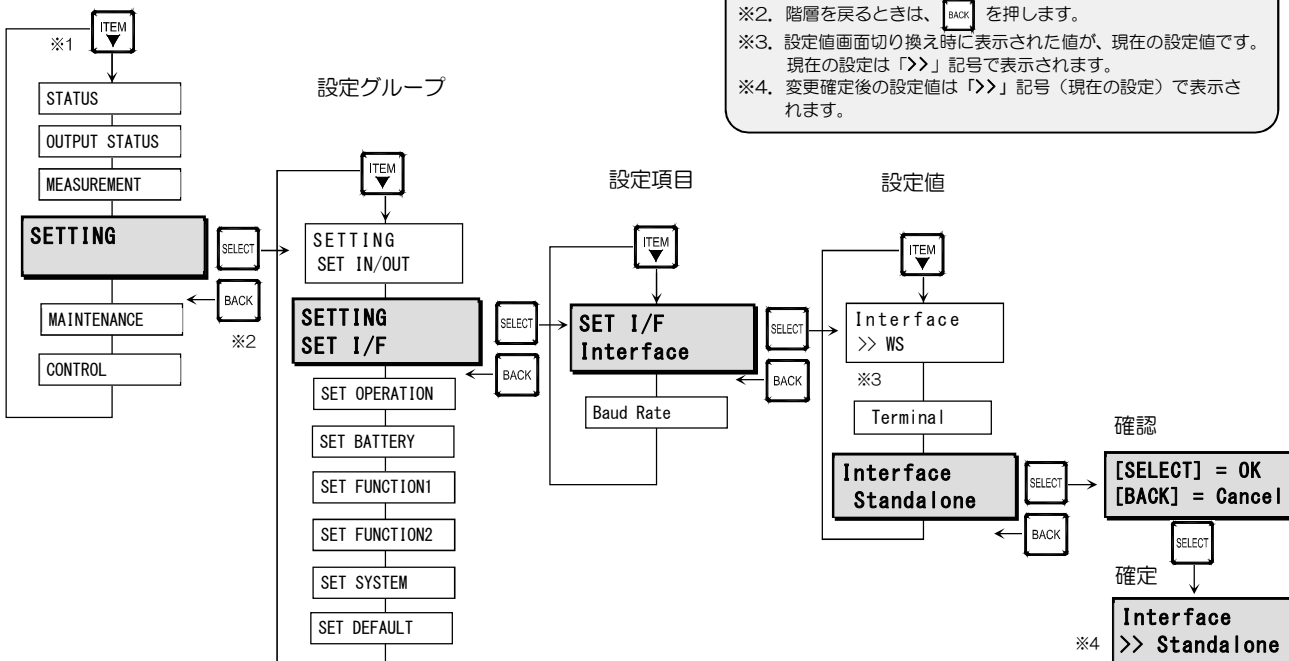 ※2. 階層を戻るときは、 BACK を押します。
※3. 設定値画面切り換え時に表示された値が、現在の設定値です。
現在の設定は「>>」記号で表示されます。
※4. 変更確定後の設定値は「>>」記号（現在の設定）で表示さ
れます。
ITEM
※1
STATUS
OUTPUT STATUS
MEASUREMENT
SETTING
SELECT
BACK
※2
MAINTENANCE
CONTROL
設定グループ
ITEM
SETTING
SET IN/OUT
SETTING
SET I/F
SELECT
BACK
SET OPERATION
SET BATTERY
SET FUNCTION1
SET FUNCTION2
SET SYSTEM
SET DEFAULT
設定項目
ITEM
SET I/F
Interface
SELECT
BACK
Baud Rate
設定値
ITEM
Interface
>> WS
※3
Terminal
Interface
Standalone
SELECT
BACK
確認
[SELECT] = OK
[BACK] = Cancel
SELECT
確定
Interface
※4 >> Standalone